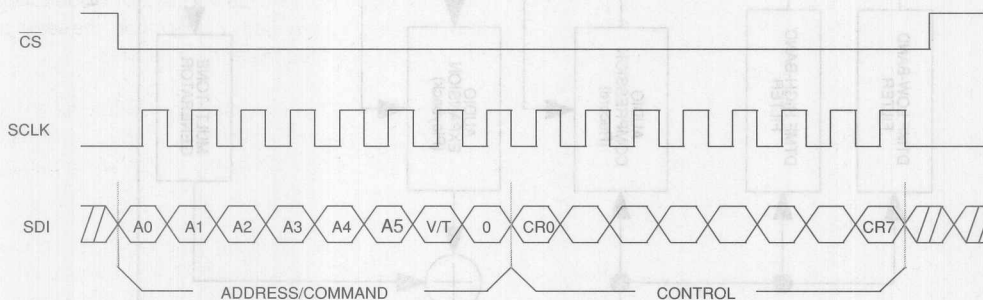 CS
SCLK
SDI
A0 A1 A2 A3 A4 A5 V/T 0 CR0 CR7
ADDRESS/COMMAND CONTROL